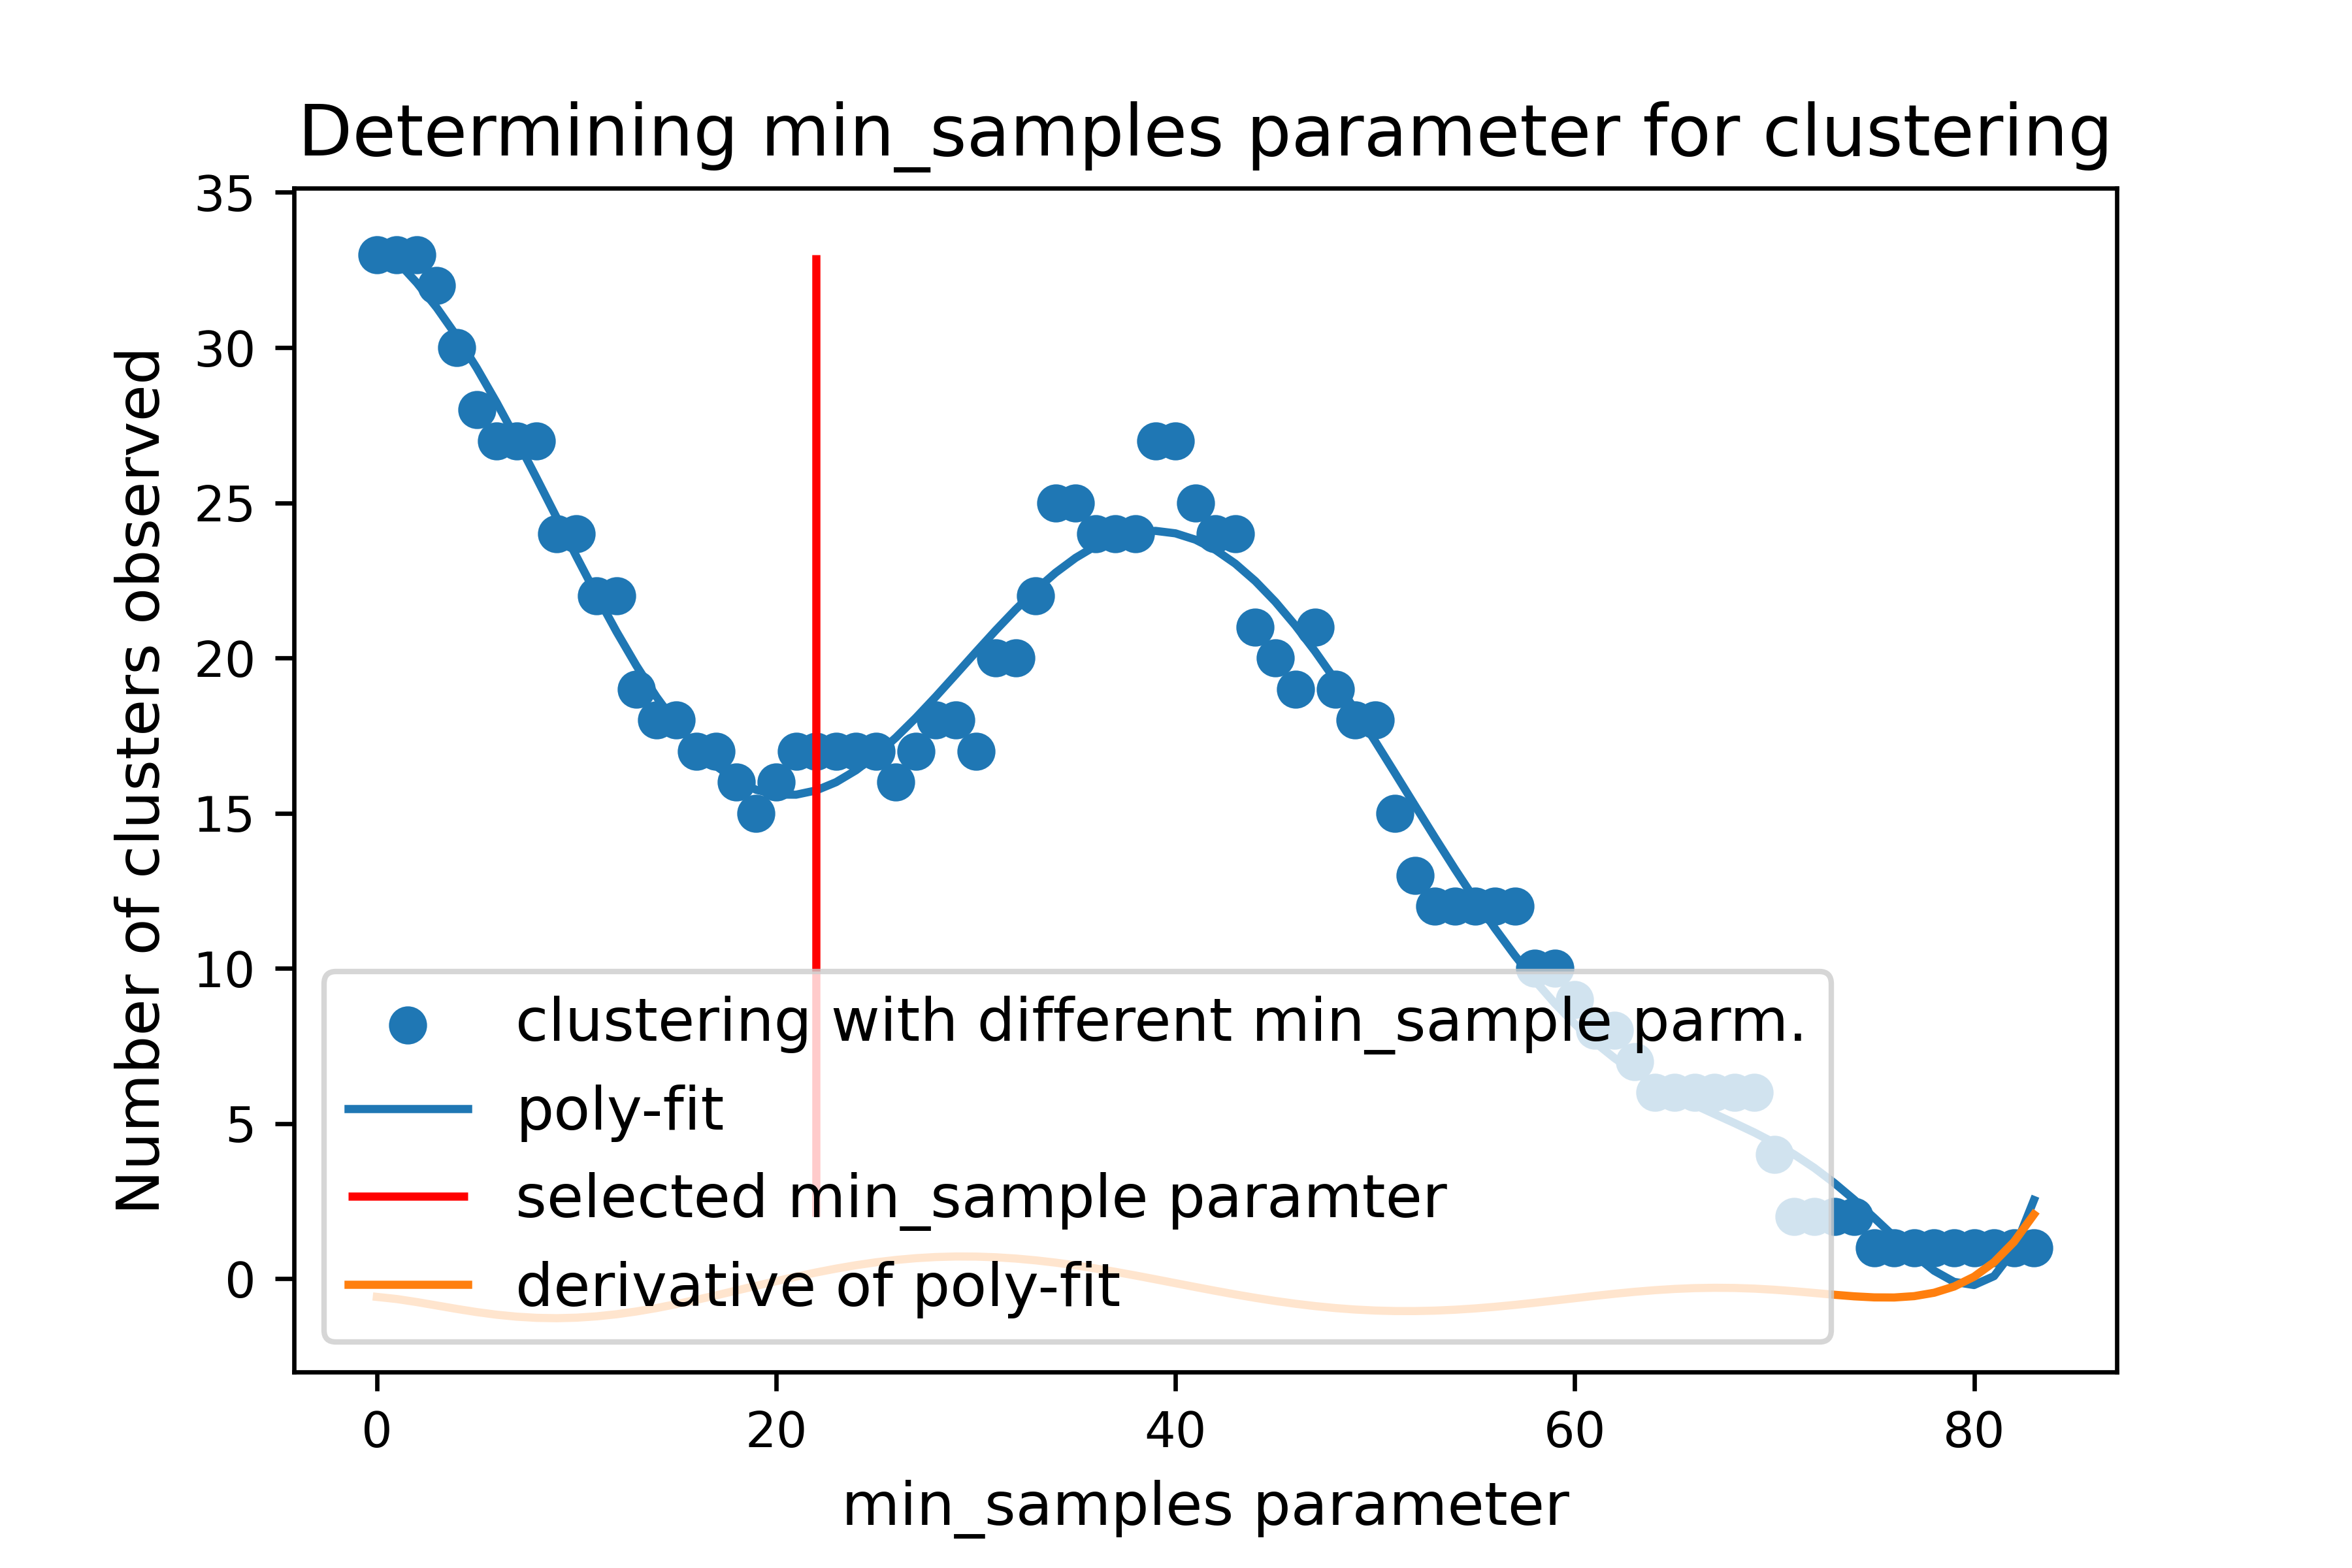 Determining min_samples parameter for clustering
Number of clusters observed
35
30
25
20
15
10
5
0
clustering with different min_sample parm.
poly-fit
selected min_sample paramter
derivative of poly-fit
0 20 40 60 80
min_samples parameter